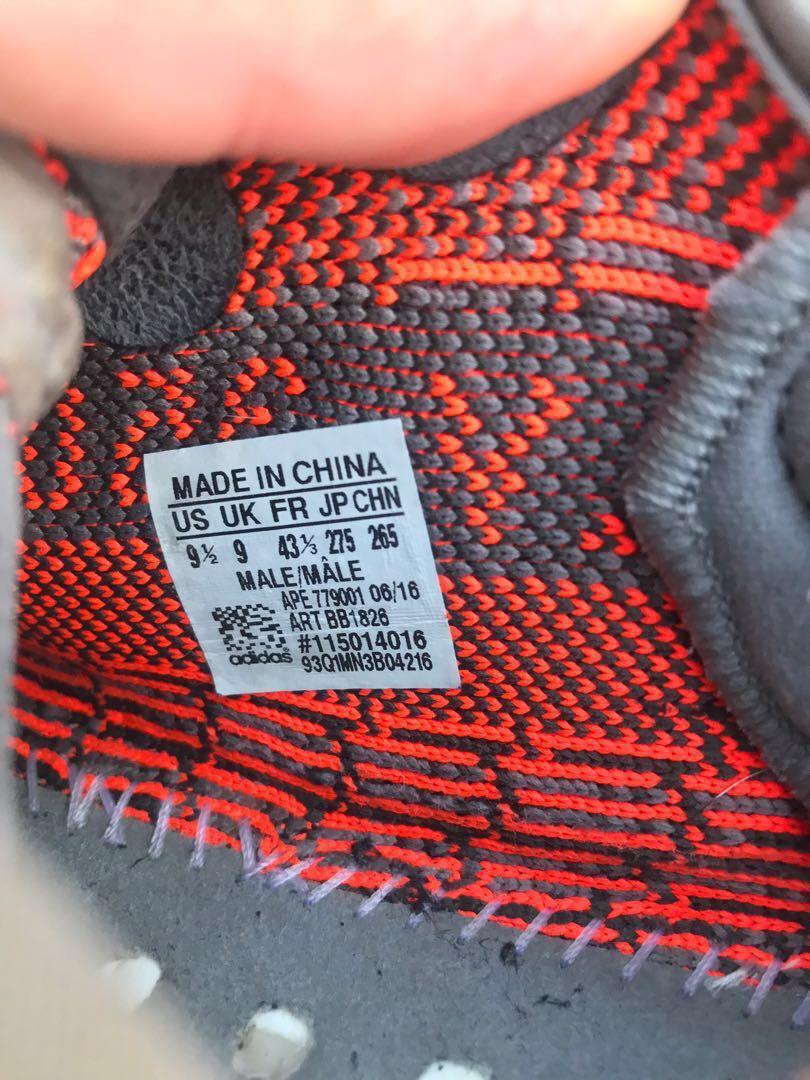 MADE IN CHINA
US UK FR JP CHN
9½ 9 43⅓ 275 265
MALE/MÂLE
APE 779001 06/16
ART BB1826
#115014016
adidas® 93Q1MN3B04216